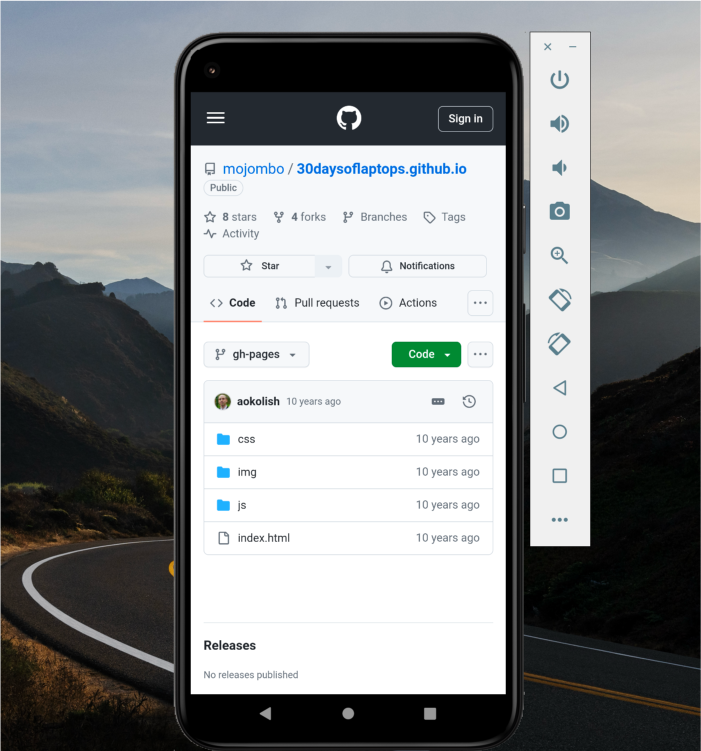 Sign in
mojombo / 30daysoflaptops.github.io
Public
8 stars 4 forks Branches Tags
Activity
Star Notifications
Code Pull requests Actions
gh-pages Code
aokolish 10 years ago
css 10 years ago
img 10 years ago
js 10 years ago
index.html 10 years ago
Releases
No releases published